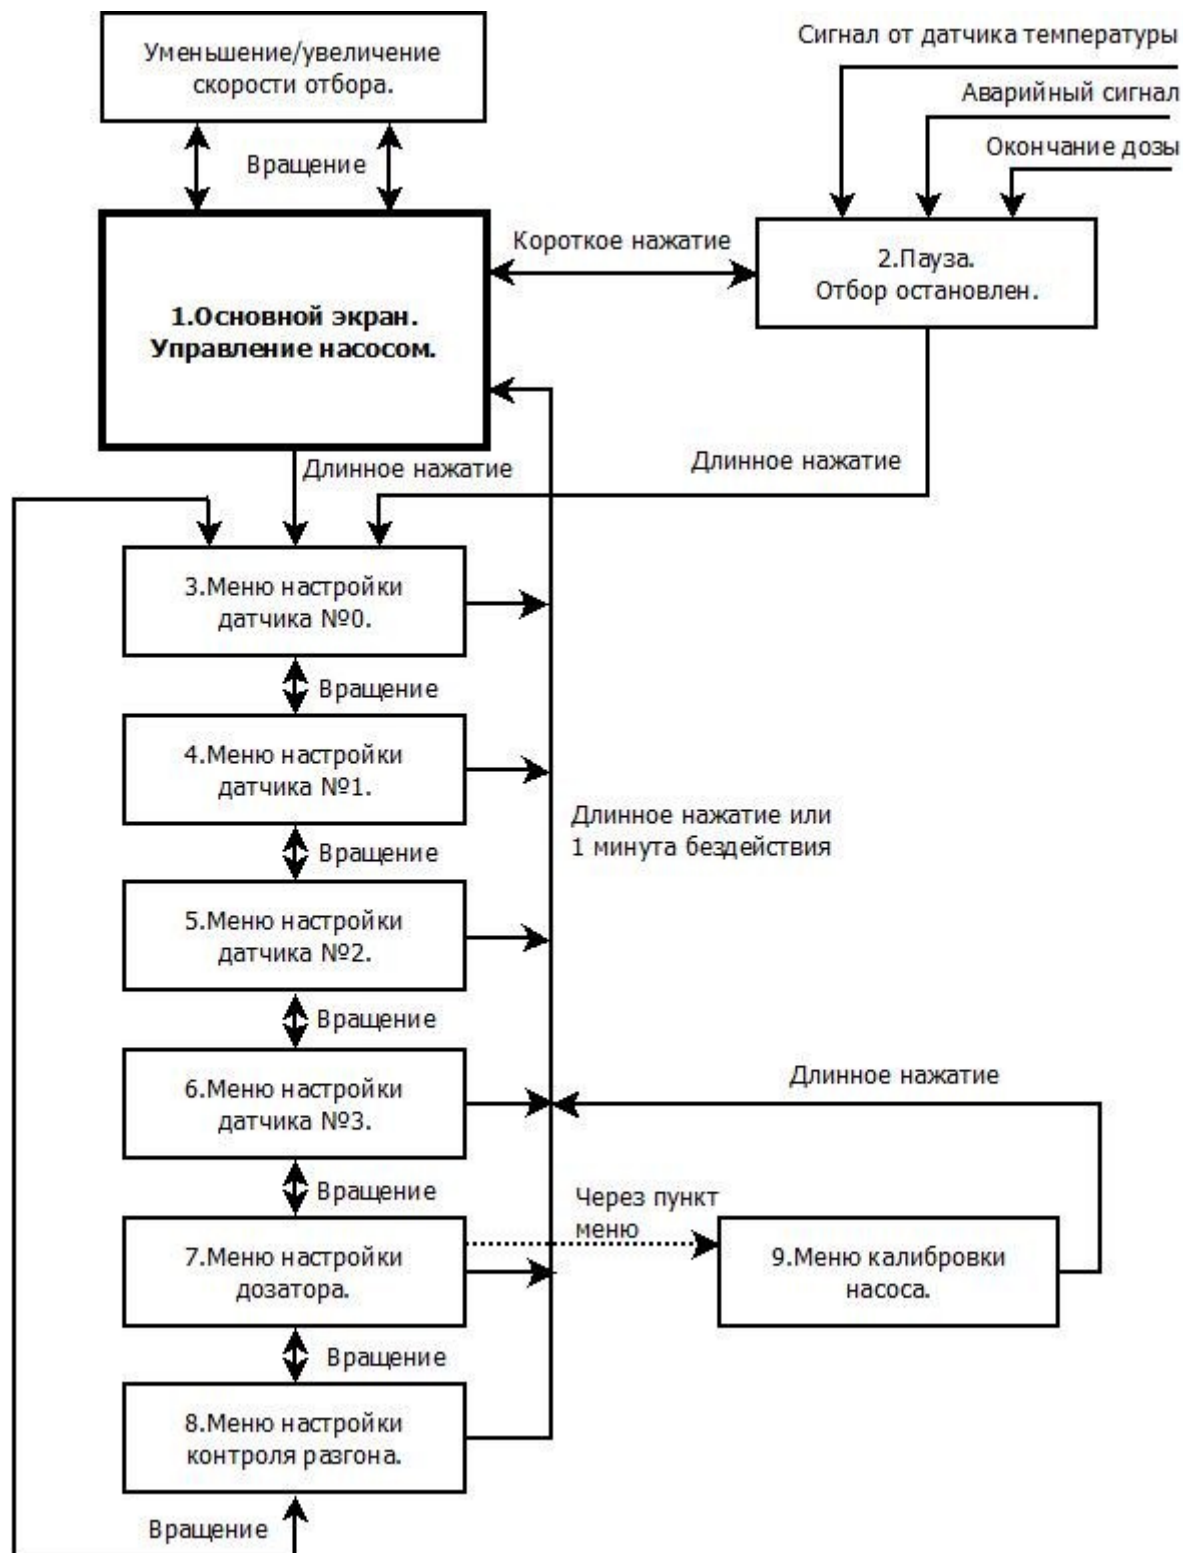 Уменьшение/увеличение
скорости отбора.
Сигнал от датчика температуры
Аварийный сигнал
Окончание дозы
Вращение
Короткое нажатие
2.Пауза.
Отбор остановлен.
1.Основной экран.
Управление насосом.
Длинное нажатие
Длинное нажатие
3.Меню настройки
датчика №0.
Вращение
4.Меню настройки
датчика №1.
Длинное нажатие или
1 минута бездействия
Вращение
5.Меню настройки
датчика №2.
Вращение
6.Меню настройки
датчика №3.
Длинное нажатие
Вращение
Через пункт
меню
7.Меню настройки
дозатора.
9.Меню калибровки
насоса.
Вращение
8.Меню настройки
контроля разгона.
Вращение